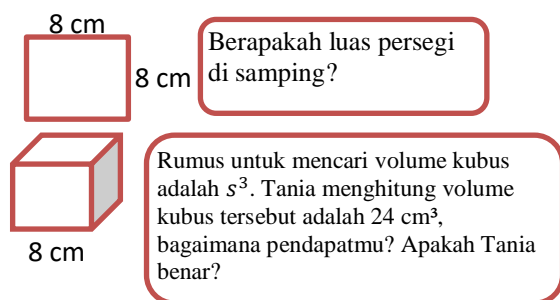 8 cm
8 cm
Berapakah luas persegi
di samping?
8 cm
Rumus untuk mencari volume kubus
adalah s³. Tania menghitung volume
kubus tersebut adalah 24 cm³,
bagaimana pendapatmu? Apakah Tania
benar?